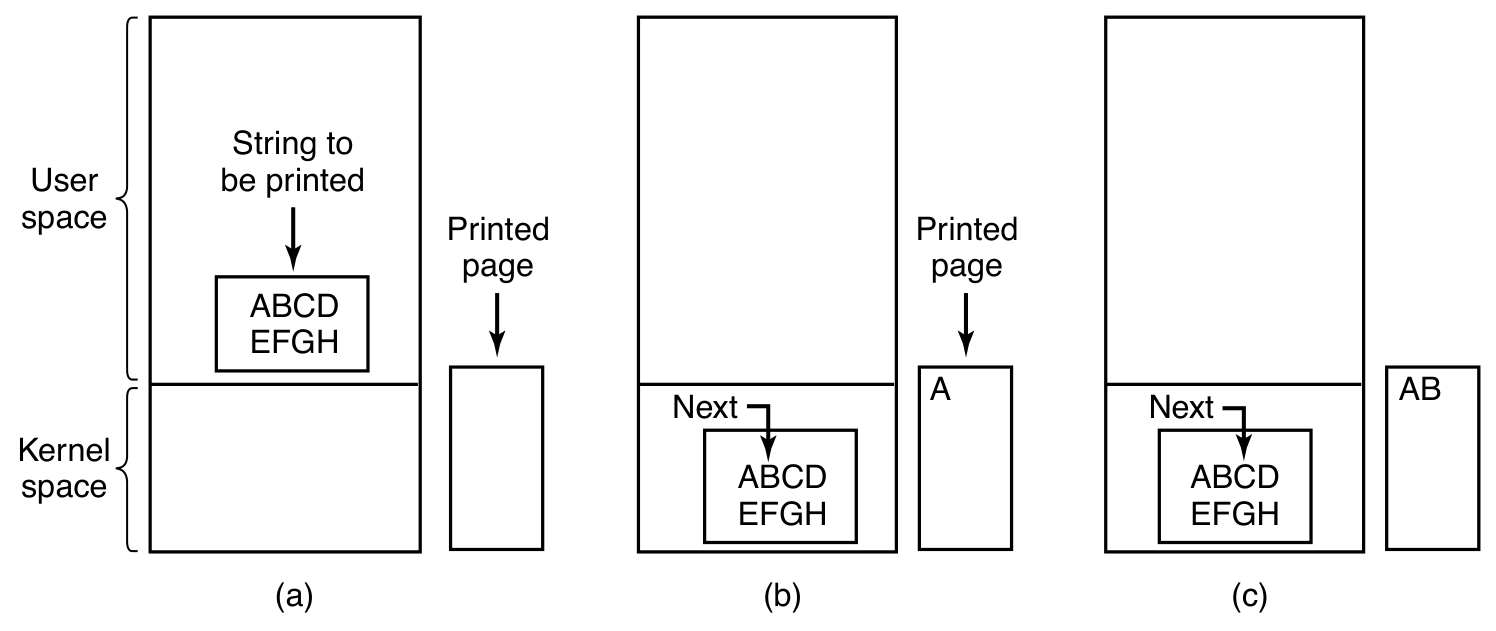 User
space
Kernel
space
String to
be printed
ABCD
EFGH
Printed
page
(a)
Next
ABCD
EFGH
Printed
page
A
(b)
Next
ABCD
EFGH
AB
(c)